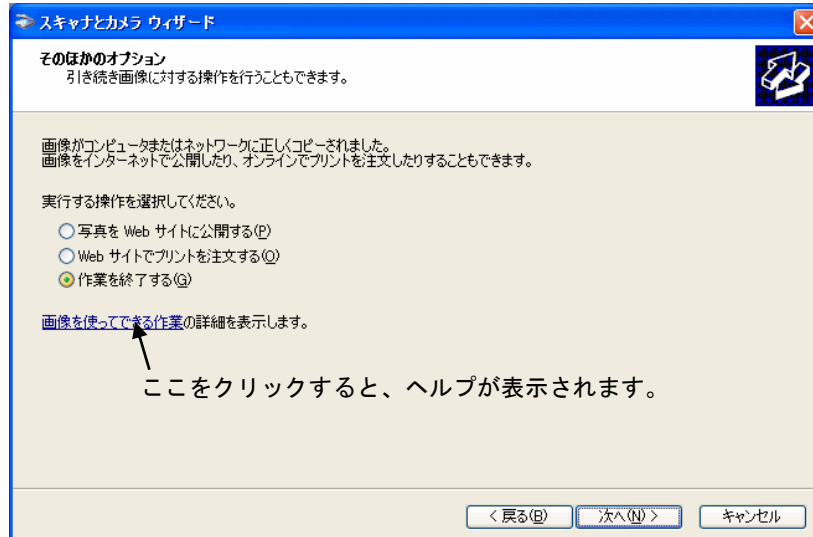 スキャナとカメラ ウィザード
そのほかのオプション
引き続き画像に対する操作を行うこともできます。
画像がコンピュータまたはネットワークに正しくコピーされました。
画像をインターネットで公開したり、オンラインでプリントを注文したりすることもできます。
実行する操作を選択してください。
写真を Web サイトに公開する(P)
Web サイトでプリントを注文する(O)
作業を終了する(G)
画像を使ってできる作業の詳細を表示します。
ここをクリックすると、ヘルプが表示されます。
< 戻る(B) 次へ(N) > キャンセル